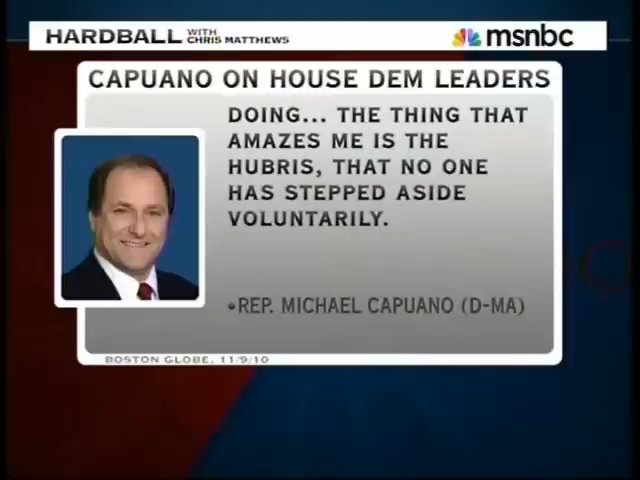 HARDBALL WITH CHRIS MATTHEWS
msnbc
CAPUANO ON HOUSE DEM LEADERS
DOING... THE THING THAT
AMAZES ME IS THE
HUBRIS, THAT NO ONE
HAS STEPPED ASIDE
VOLUNTARILY.
•REP. MICHAEL CAPUANO (D-MA)
BOSTON GLOBE, 11/9/10